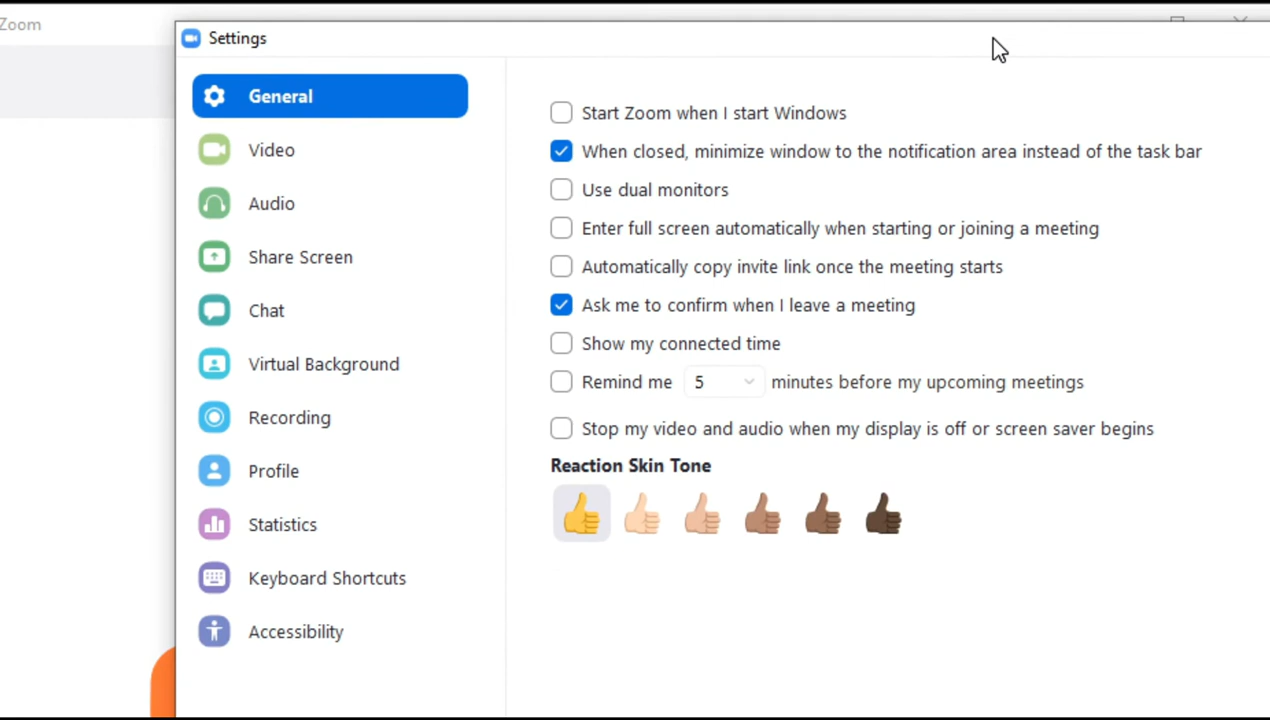 Zoom
Settings
General
Video
Audio
Share Screen
Chat
Virtual Background
Recording
Profile
Statistics
Keyboard Shortcuts
Accessibility
Start Zoom when I start Windows
When closed, minimize window to the notification area instead of the task bar
Use dual monitors
Enter full screen automatically when starting or joining a meeting
Automatically copy invite link once the meeting starts
Ask me to confirm when I leave a meeting
Show my connected time
Remind me 5 minutes before my upcoming meetings
Stop my video and audio when my display is off or screen saver begins
Reaction Skin Tone